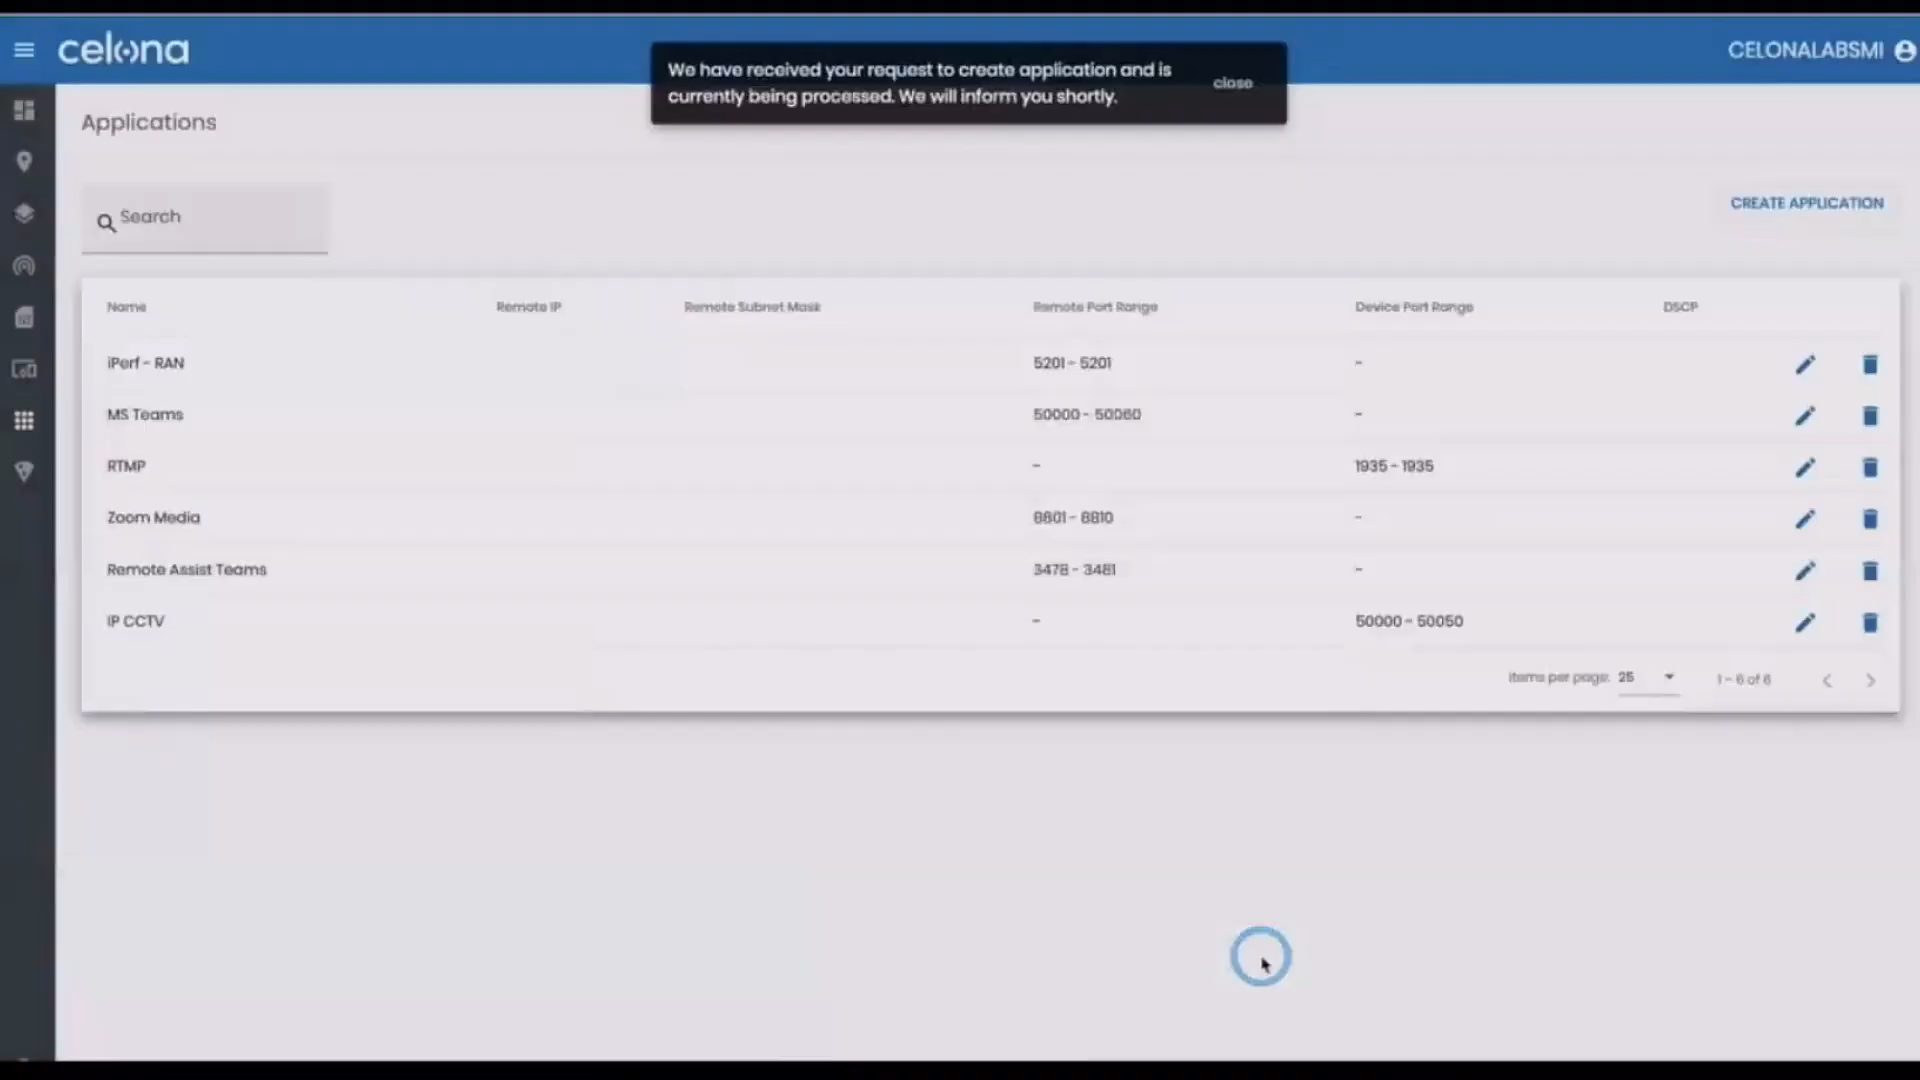 celona
CELONALABSMI
We have received your request to create application and is
currently being processed. We will inform you shortly.
close
Applications
Search
CREATE APPLICATION
Name Remote IP Remote Subnet Mask Remote Port Range Device Port Range DSCP
iPerf - RAN 5201 - 5201 -
MS Teams 50000 - 50060 -
RTMP - 1935 - 1935
Zoom Media 8801 - 8810 -
Remote Assist Teams 3478 - 3481 -
IP CCTV - 50000 - 50050
Items per page: 25 1 - 6 of 6